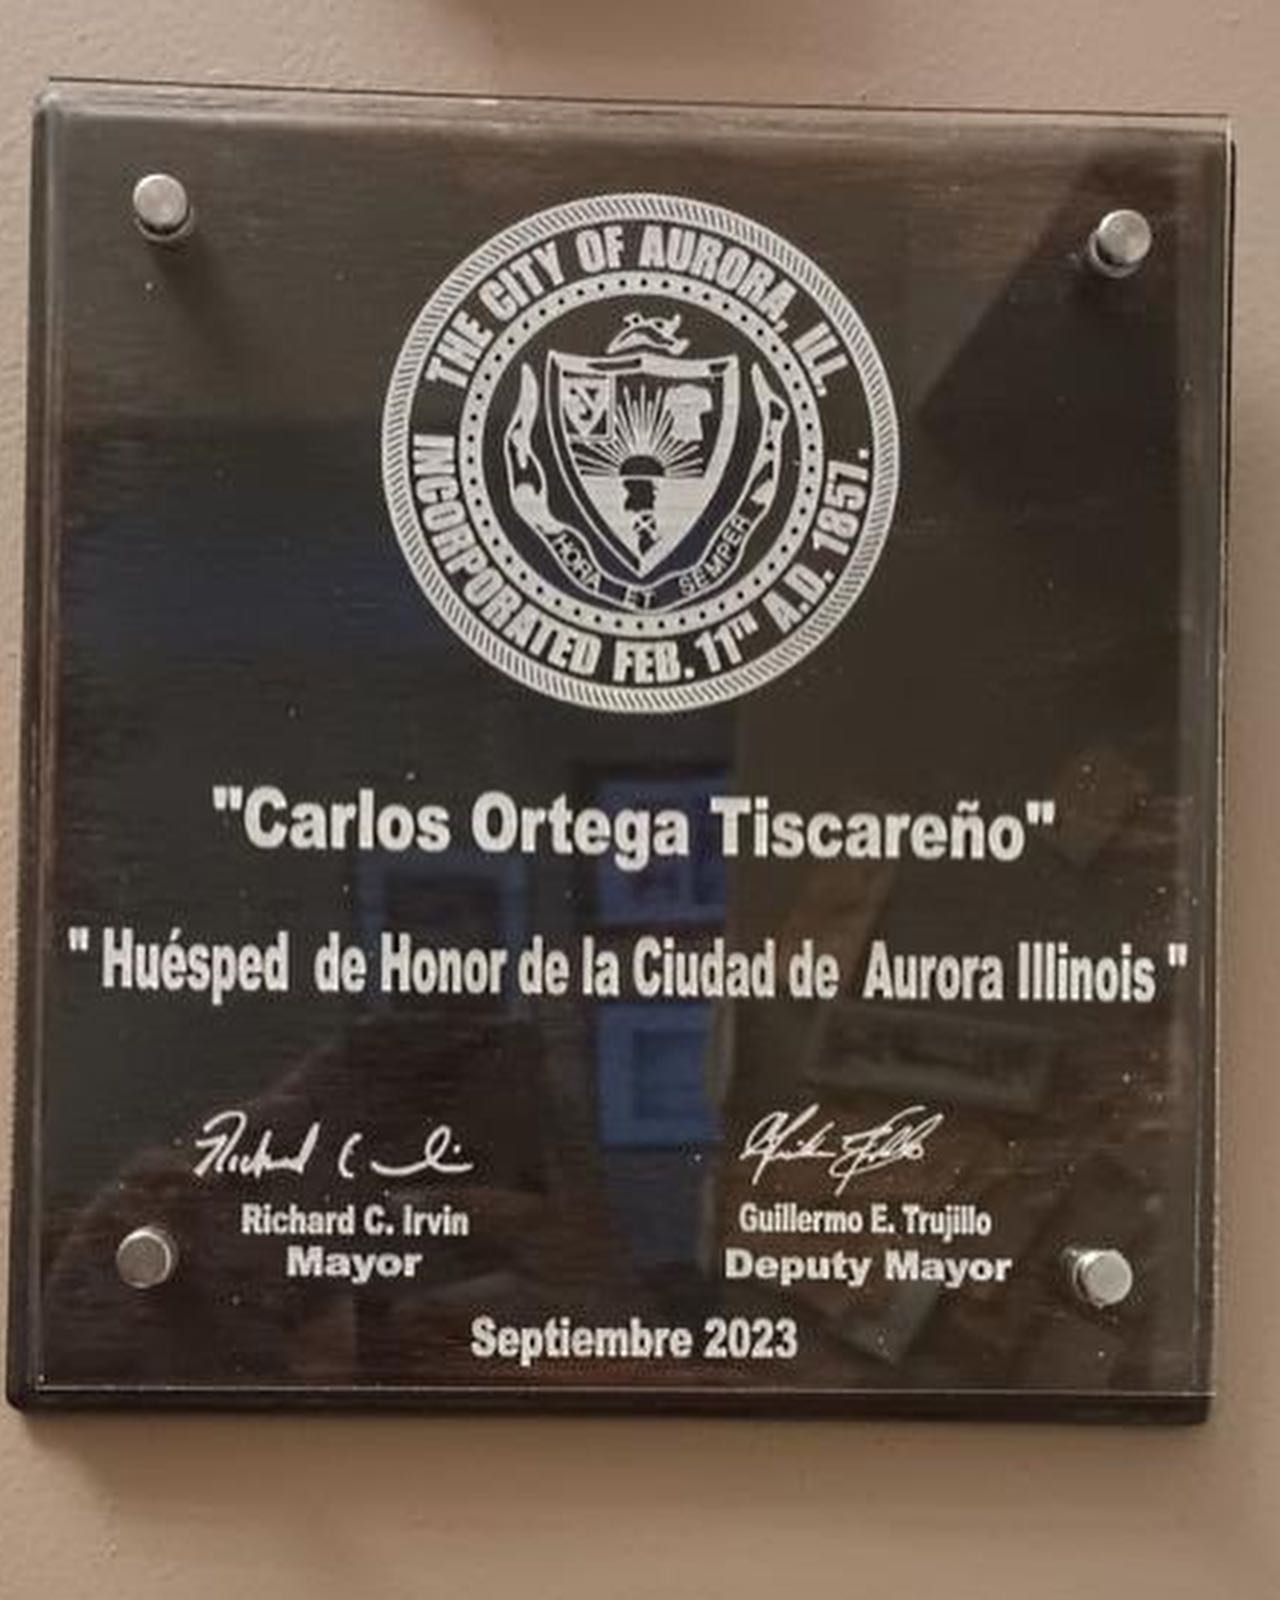 THE CITY OF AURORA, ILL.
INCORPORATED FEB. 11TH A.D. 1857.
HORA ET SEMPER
"Carlos Ortega Tiscareño"
" Huésped de Honor de la Ciudad de Aurora Illinois "
Richard C. Irvin
Guillermo E. Trujillo
Mayor
Deputy Mayor
Septiembre 2023